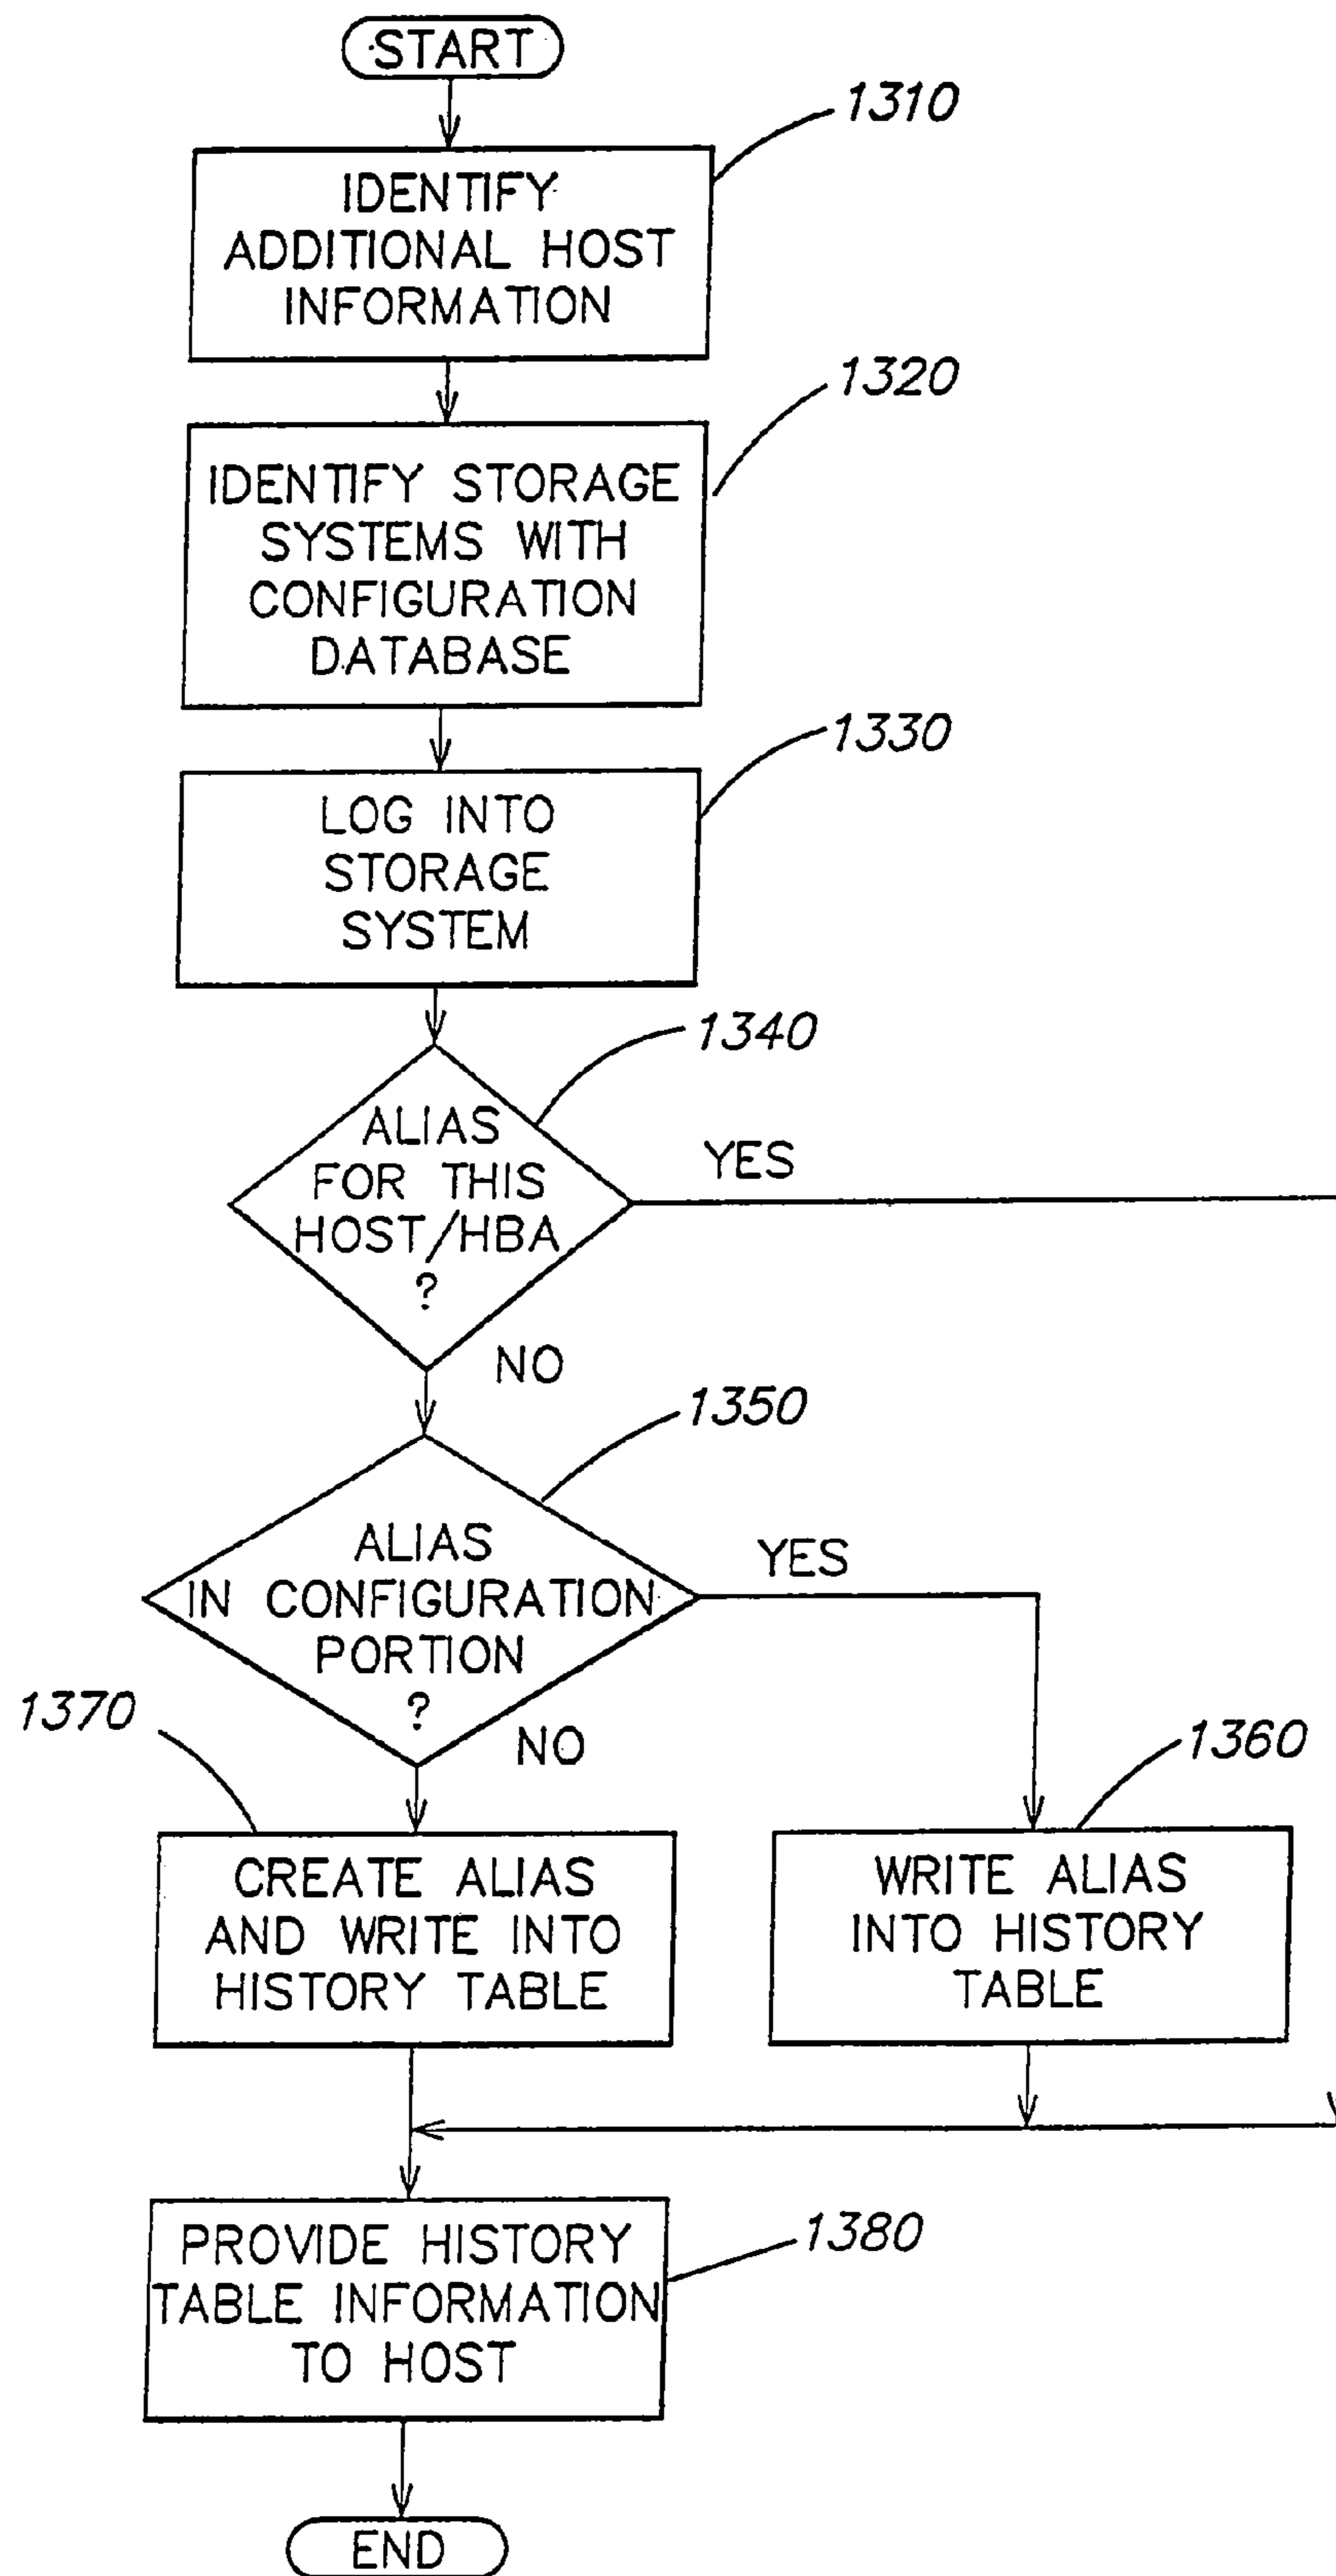 START
1310
IDENTIFY
ADDITIONAL HOST
INFORMATION
1320
IDENTIFY STORAGE
SYSTEMS WITH
CONFIGURATION
DATABASE
1330
LOG INTO
STORAGE
SYSTEM
1340
ALIAS
FOR THIS
HOST/HBA
?
YES
NO
1350
ALIAS
IN CONFIGURATION
PORTION
?
YES
NO
1370
CREATE ALIAS
AND WRITE INTO
HISTORY TABLE
1360
WRITE ALIAS
INTO HISTORY
TABLE
PROVIDE HISTORY
TABLE INFORMATION
TO HOST
1380
END